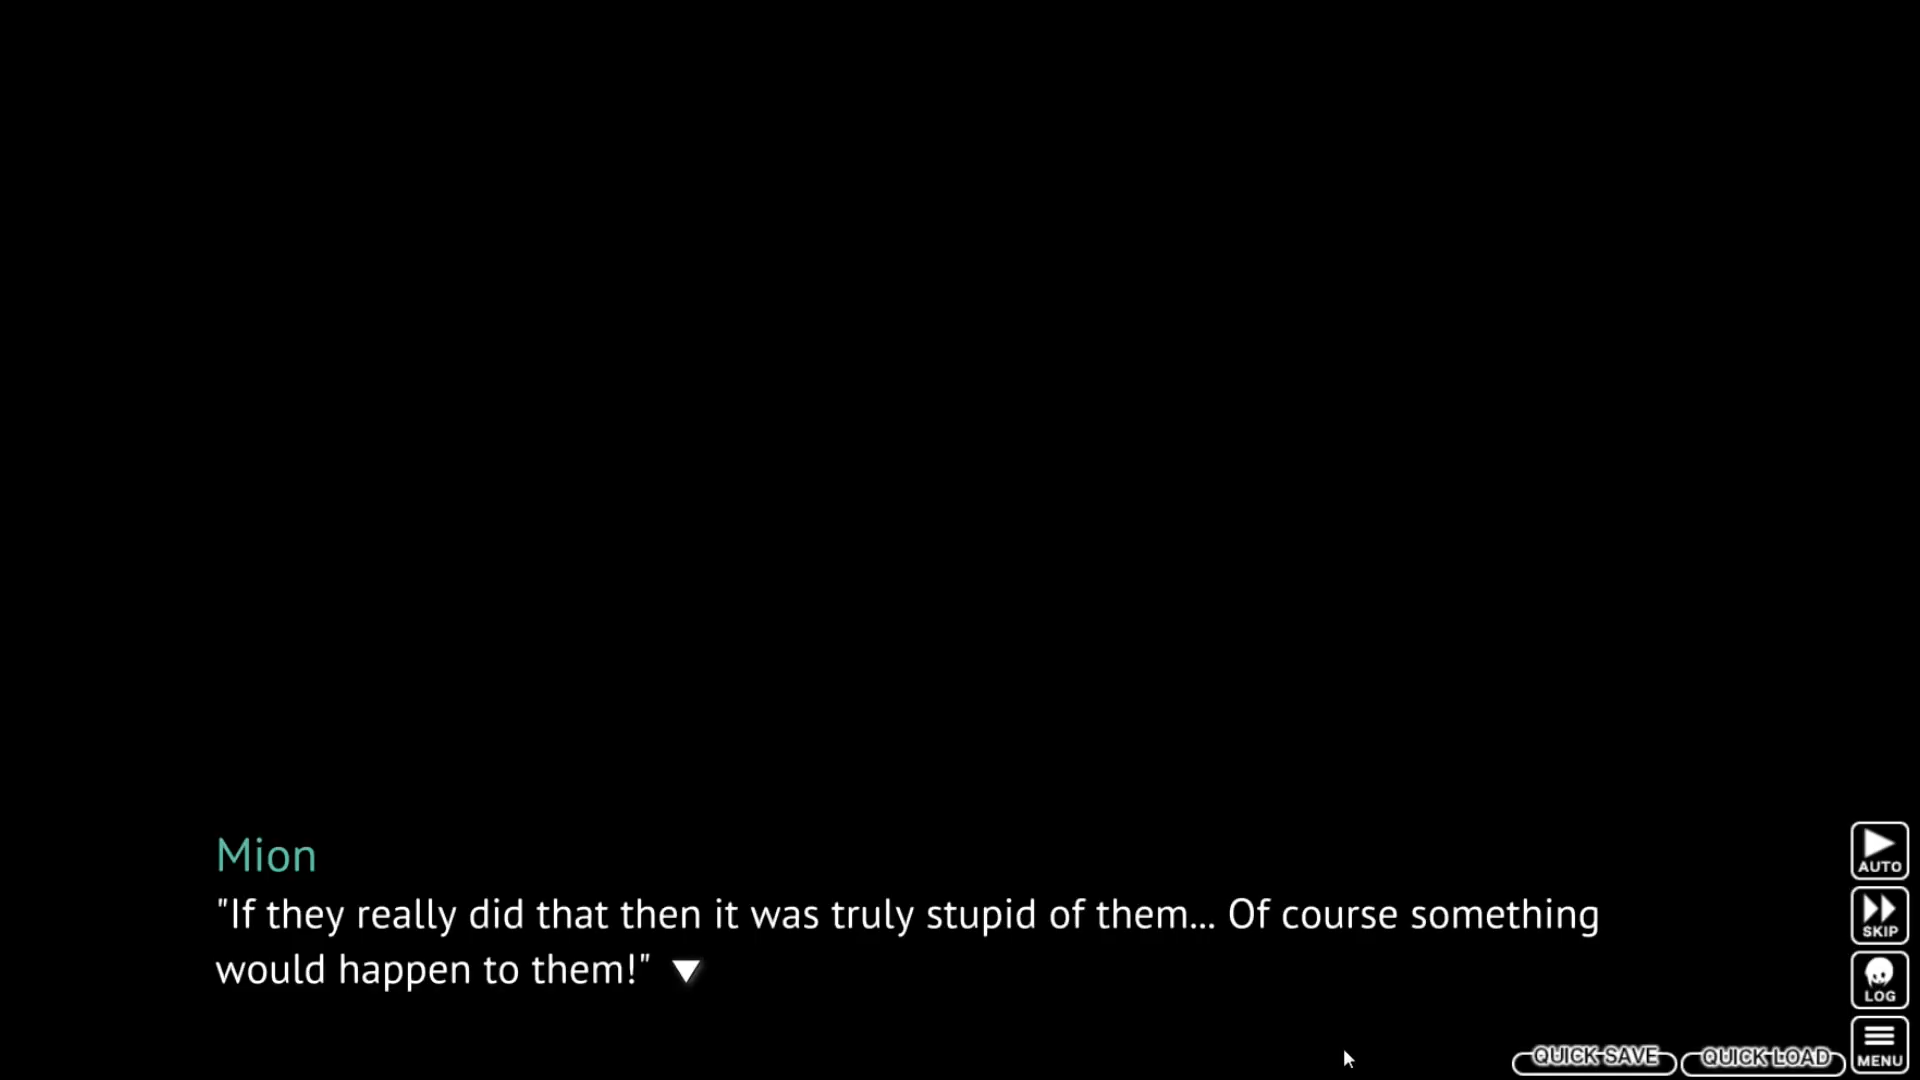 Mion
"If they really did that then it was truly stupid of them... Of course something
would happen to them!"
AUTO
SKIP
LOG
MENU
QUICK SAVE
QUICK LOAD